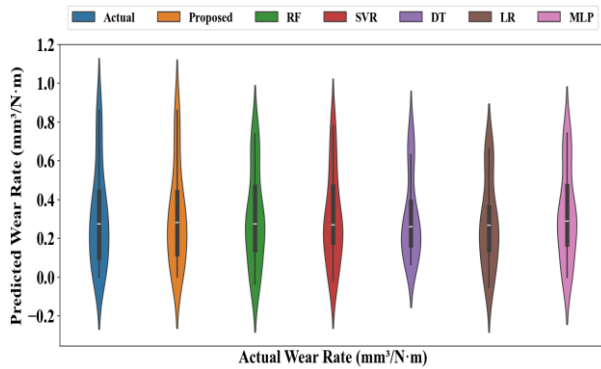 Actual Proposed RF SVR DT LR MLP
Predicted Wear Rate (mm³/N·m)
1.2
1.0
0.8
0.6
0.4
0.2
0.0
−0.2
Actual Wear Rate (mm³/N·m)